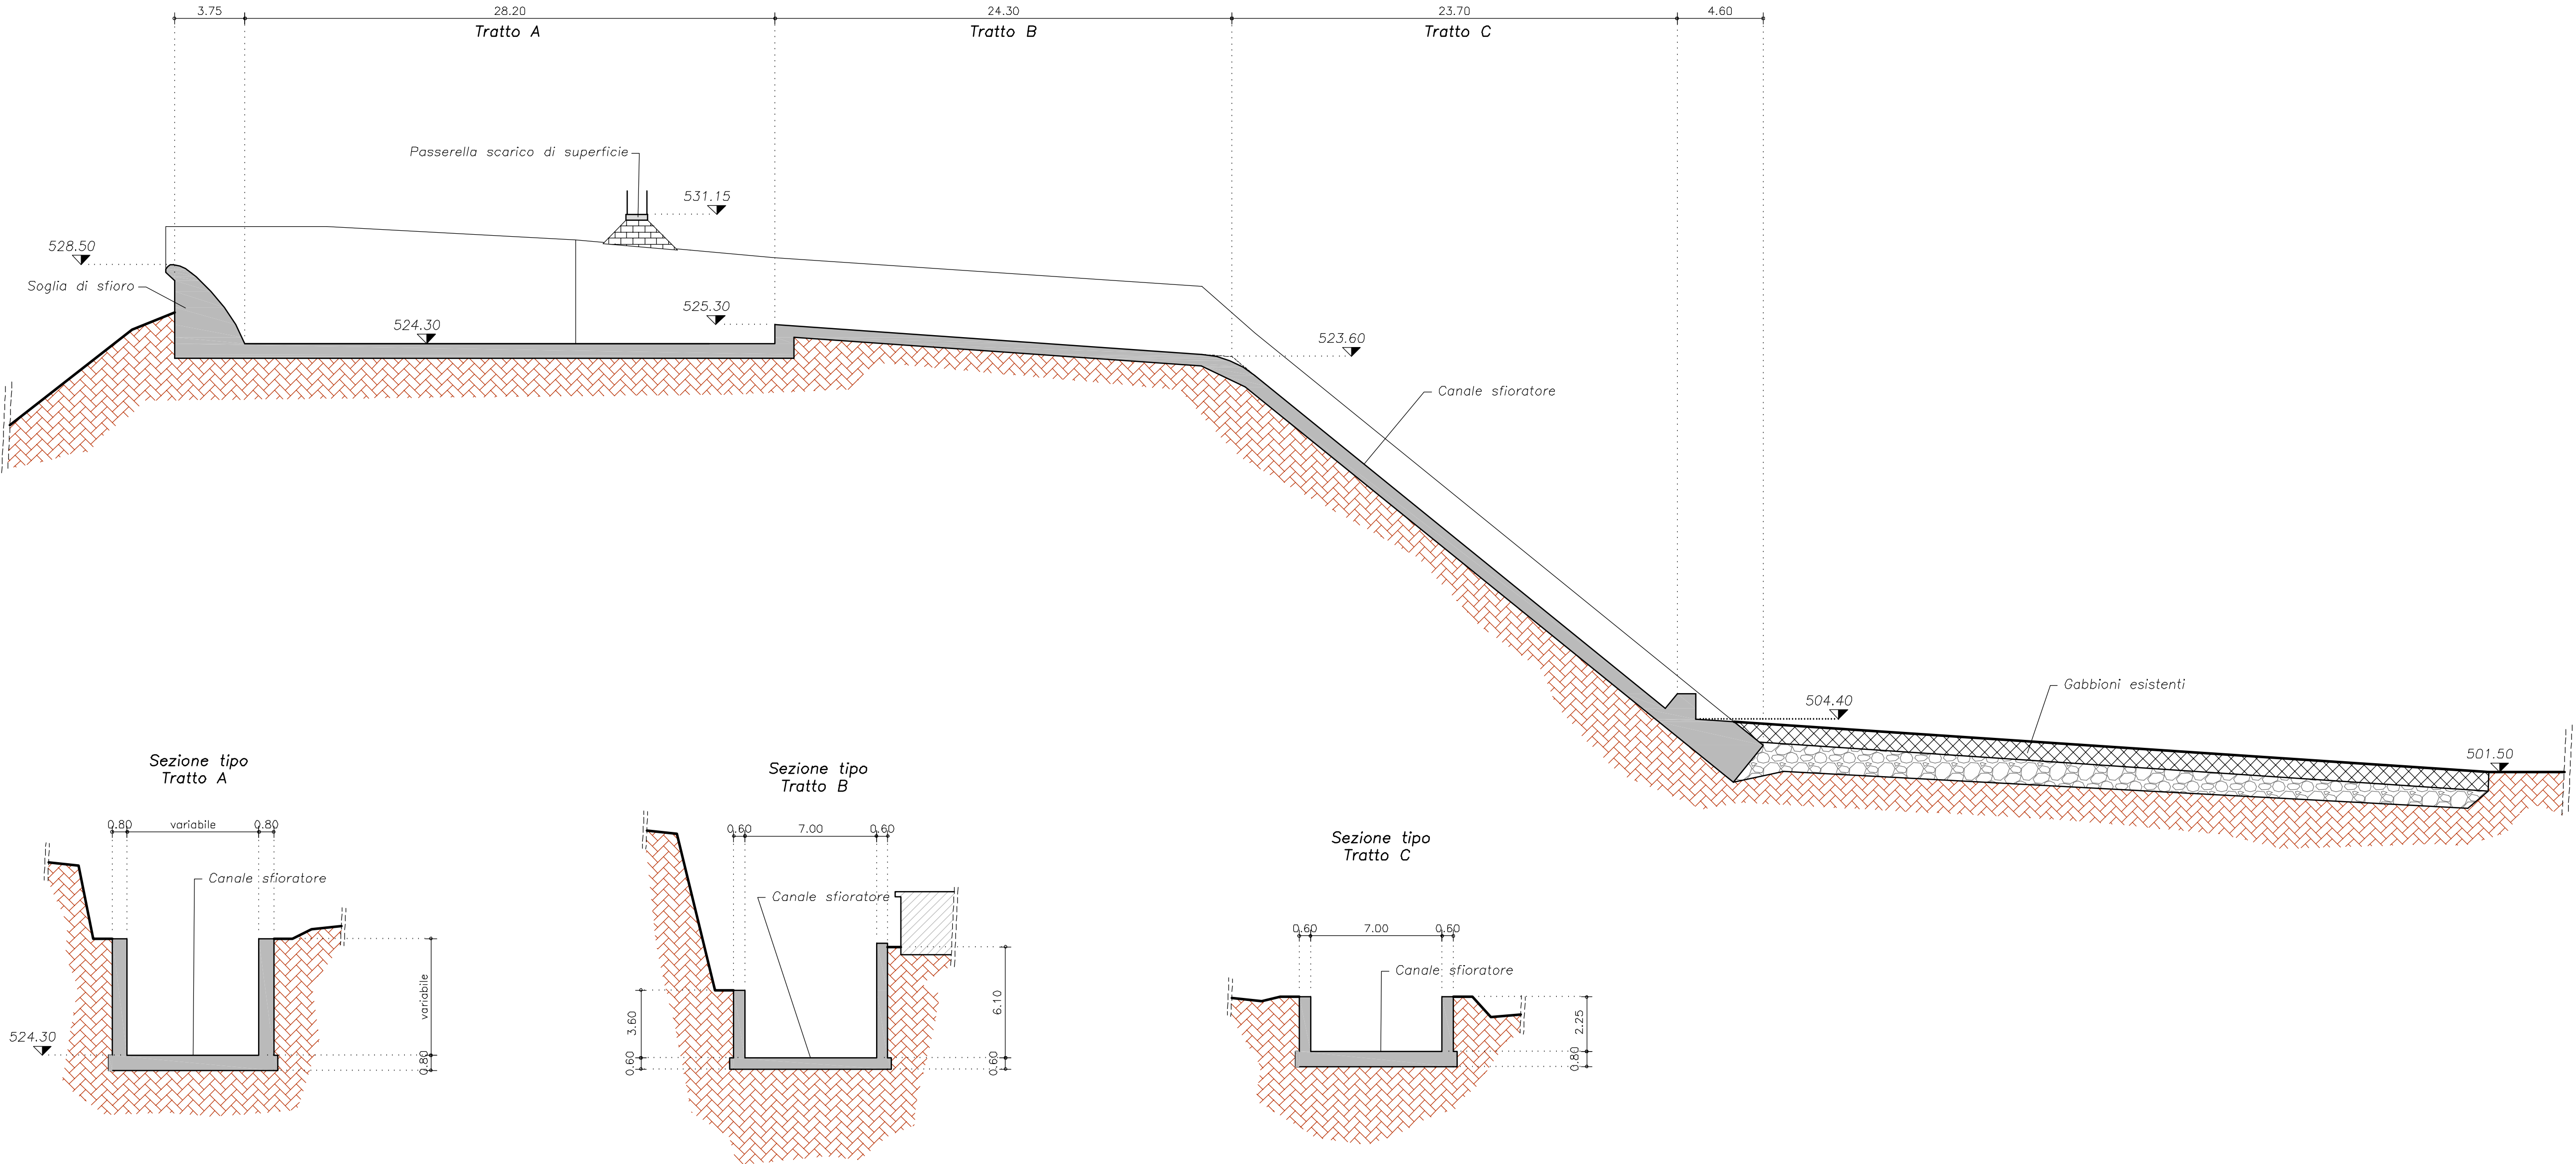 3.75
28.20
24.30
23.70
4.60
Tratto A
Tratto B
Tratto C
Passerella scarico di superficie
531.15
528.50
Soglia di sfioro
525.30
524.30
523.60
Canale sfioratore
Gabbioni esistenti
504.40
501.50
Sezione tipo
Tratto A
0.80
variabile
0.80
Canale sfioratore
variabile
524.30
0.80
Sezione tipo
Tratto B
0.60
7.00
0.60
Canale sfioratore
3.60
6.10
0.60
0.60
Sezione tipo
Tratto C
0.60
7.00
0.60
Canale sfioratore
2.25
0.80